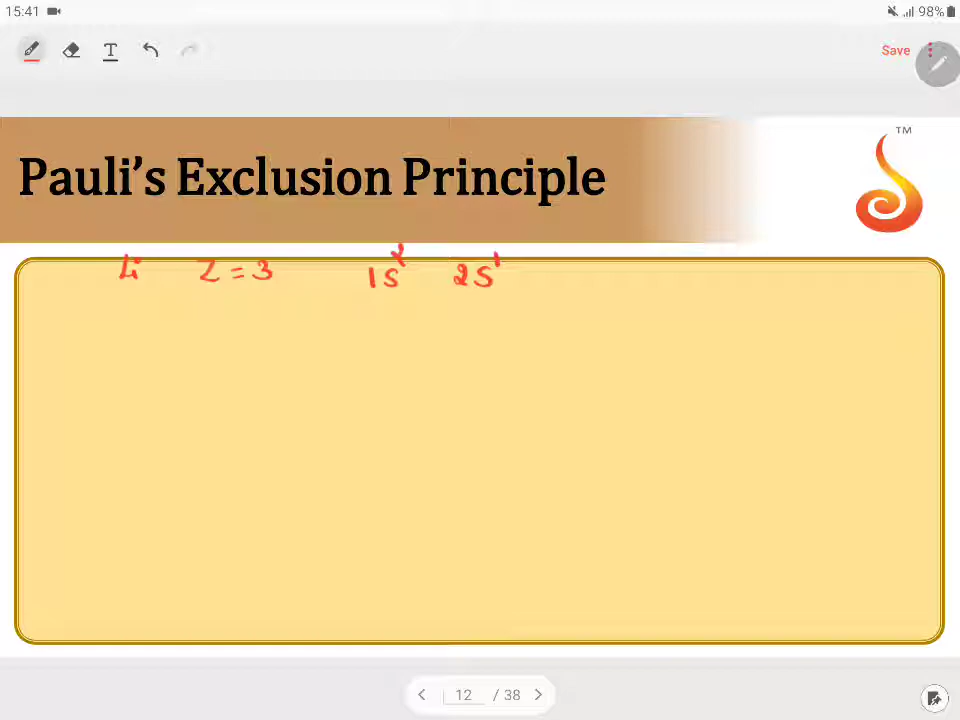 15:41 98%
T Save
TM
Pauli's Exclusion Principle
Li Z = 3 1s² 2s¹
< 12 / 38 >